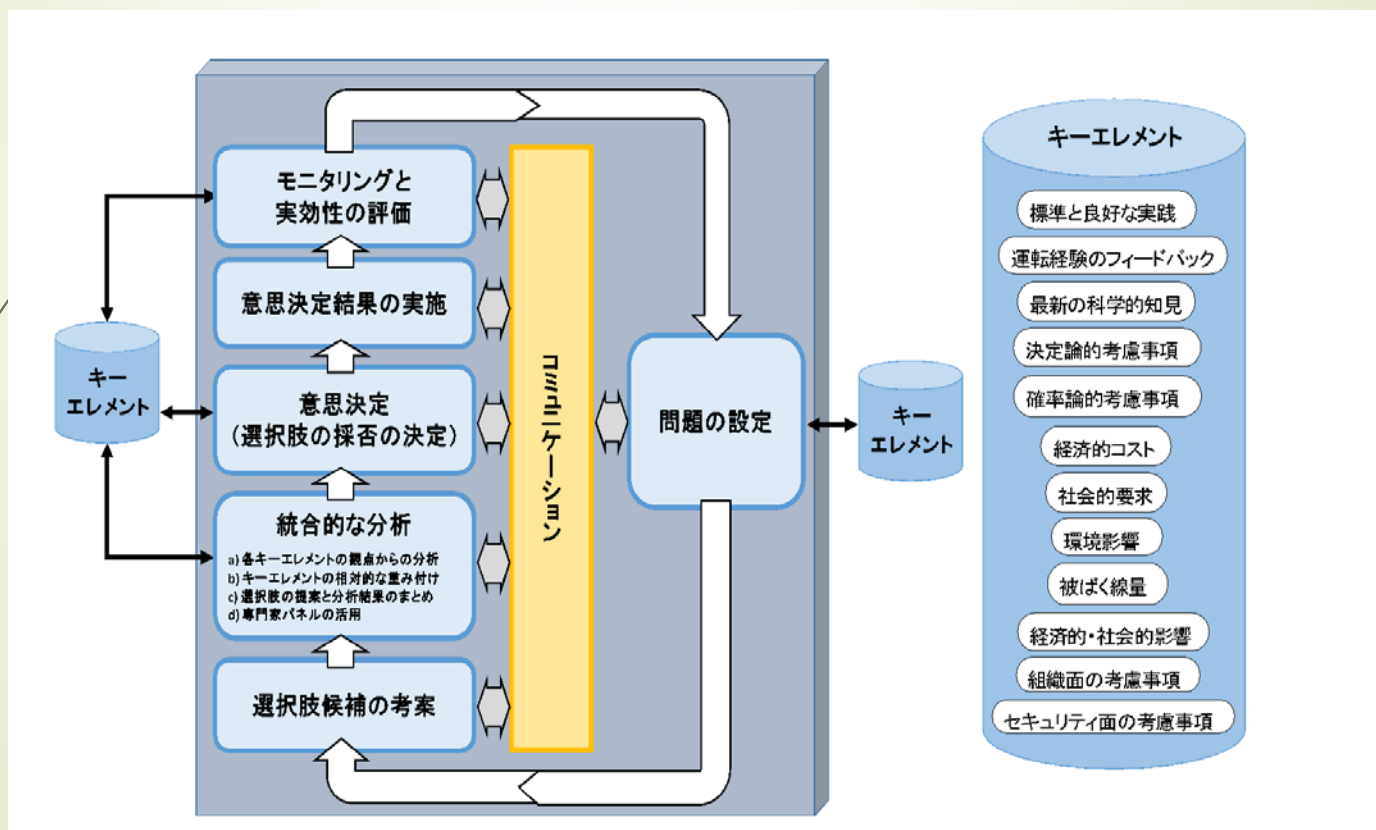 モニタリングと
実効性の評価
意思決定結果の実施
意思決定
(選択肢の採否の決定)
統合的な分析
a) 各キーエレメントの観点からの分析
b) キーエレメントの相対的な重み付け
c) 選択肢の提案と分析結果のまとめ
d) 専門家パネルの活用
選択肢候補の考案
キー
エレメント
コミュニケーション
問題の設定
キー
エレメント
キーエレメント
標準と良好な実践
運転経験のフィードバック
最新の科学的知見
決定論的考慮事項
確率論的考慮事項
経済的コスト
社会的要求
環境影響
被ばく線量
経済的・社会的影響
組織面の考慮事項
セキュリティ面の考慮事項